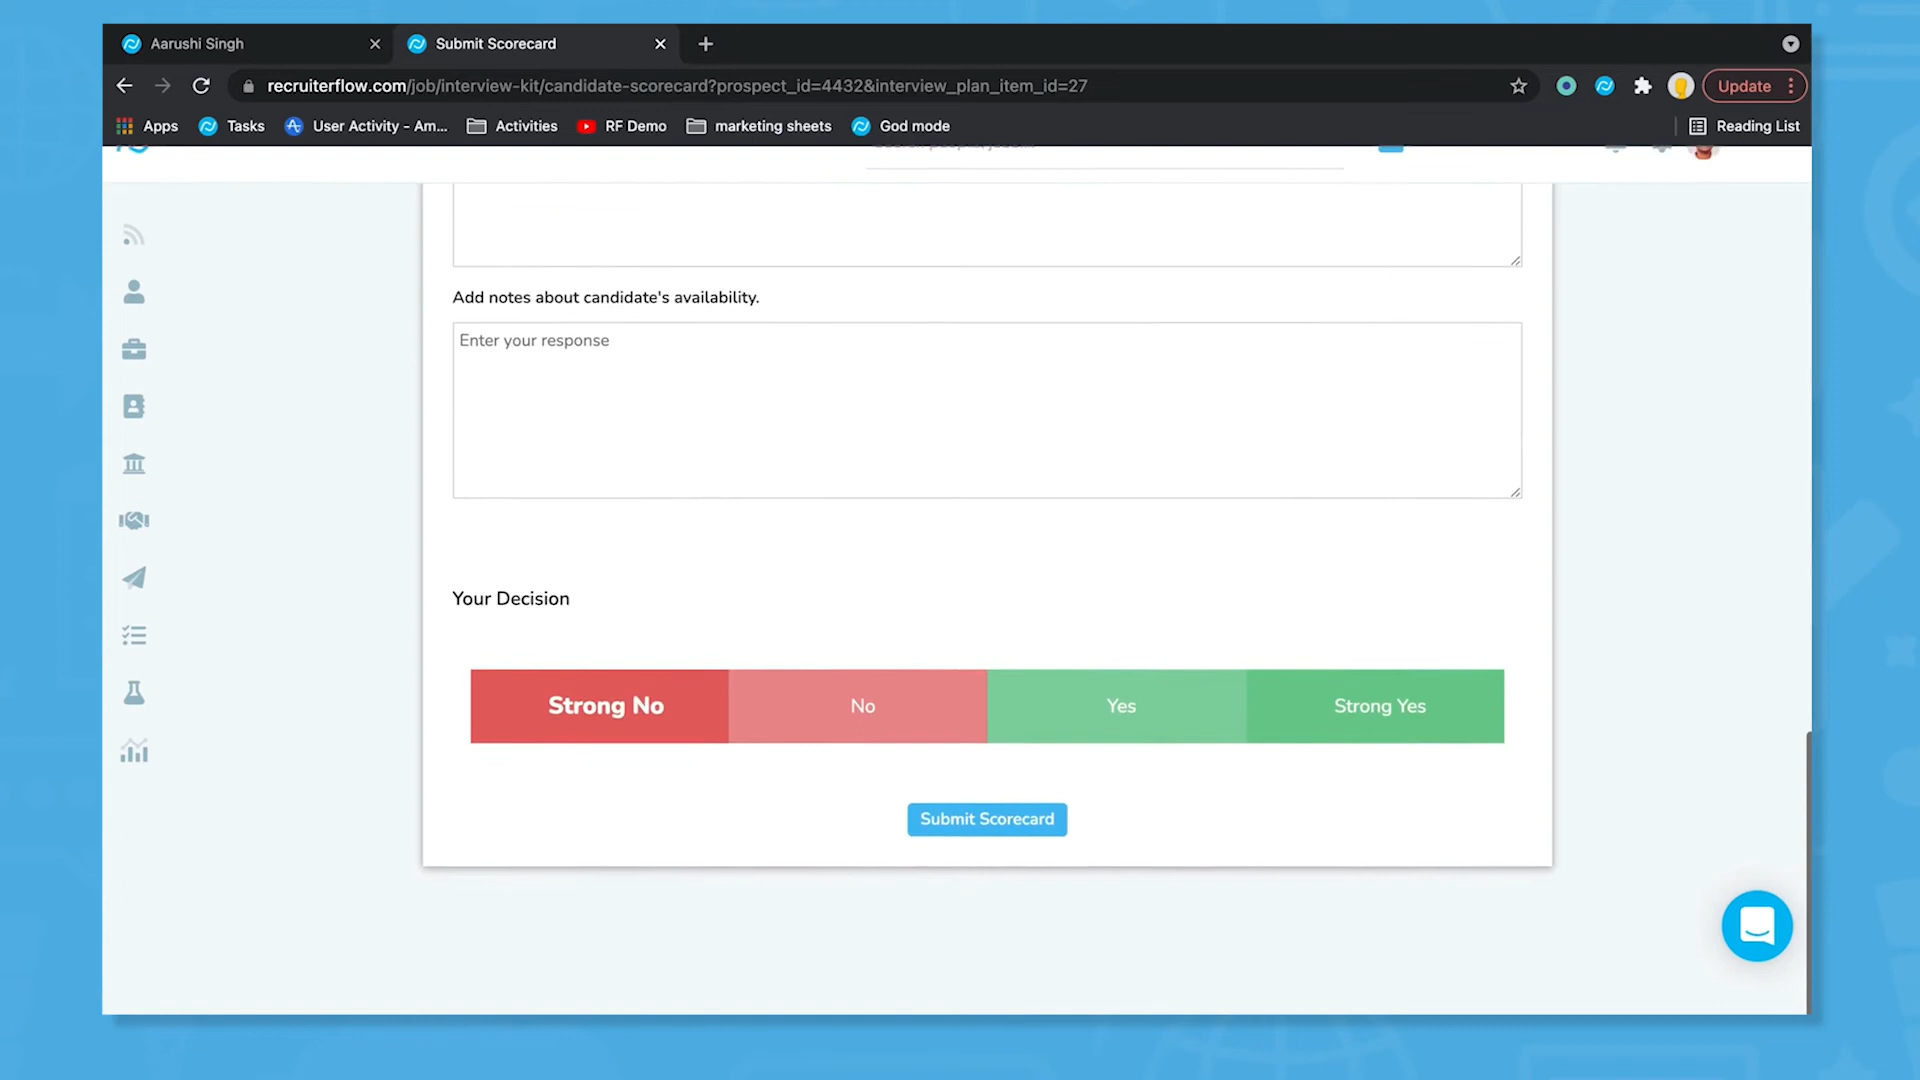 Aarushi Singh
Submit Scorecard
recruiterflow.com/job/interview-kit/candidate-scorecard?prospect_id=4432&interview_plan_item_id=27
Update
Apps
Tasks
User Activity - Am...
Activities
RF Demo
marketing sheets
God mode
Reading List
Add notes about candidate's availability.
Enter your response
Your Decision
Strong No
No
Yes
Strong Yes
Submit Scorecard